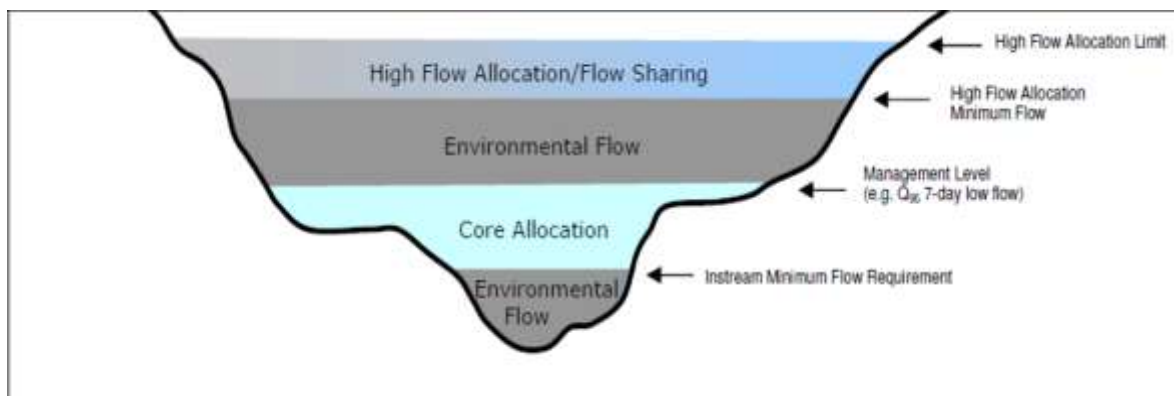 High Flow Allocation Limit
High Flow Allocation/Flow Sharing
High Flow Allocation
Minimum Flow
Environmental Flow
Management Level
(e.g. Q95 7-day low flow)
Core Allocation
Instream Minimum Flow Requirement
Environmental
Flow